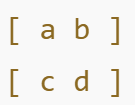 [ a b ]
[ c d ]